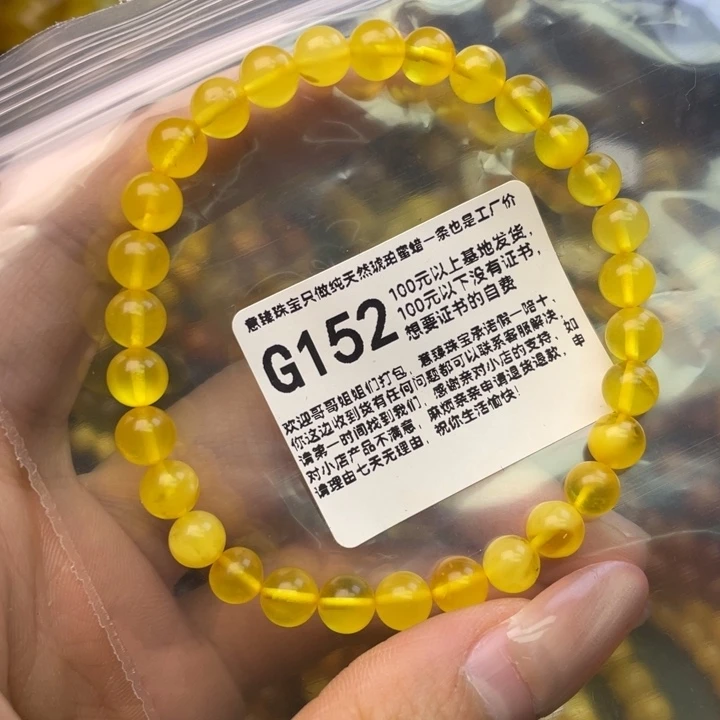 意臻珠宝只做纯天然琥珀蜜蜡一条也是工厂价
G152
100元以上基地发货,
100元以下没有证书,
想要证书的自费
欢迎哥哥姐姐们打包, 意臻珠宝承诺假一赔十,
你这边收到货有任何问题都可以联系客服解决, 如
请第一时间找到我们, 感谢亲对小店的支持, 申
对小店产品不满意, 麻烦亲亲申请退货退款,
请理由七天无理由, 祝你生活愉快!